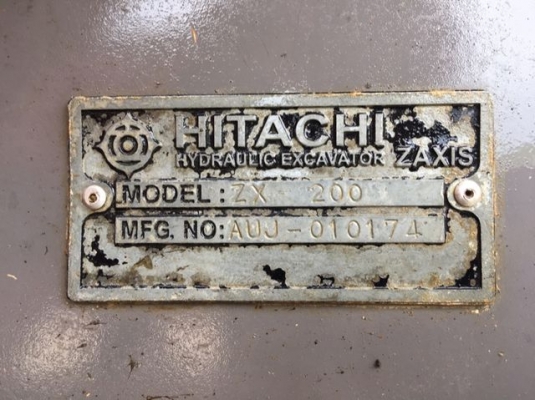 HITACHI
HYDRAULIC EXCAVATOR ZAXIS
MODEL: ZX 200
MFG. NO: AUJ-010174